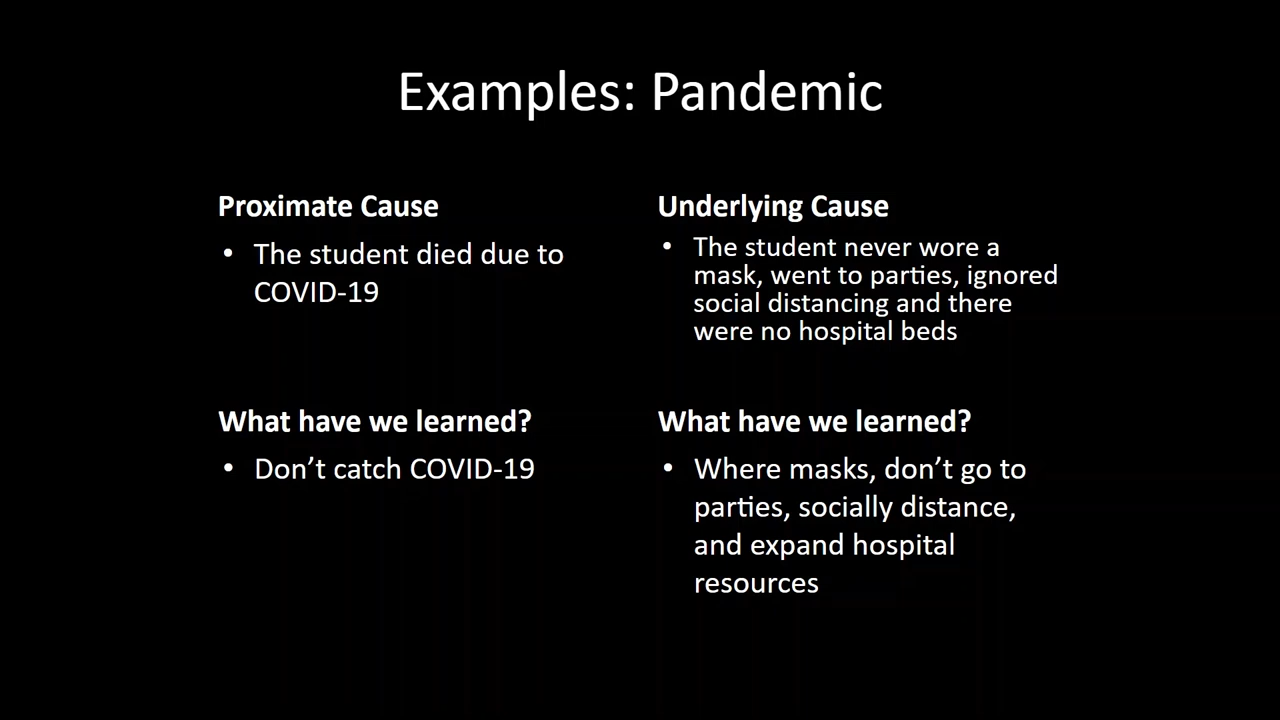 Examples: Pandemic
Proximate Cause
• The student died due to
COVID-19
Underlying Cause
• The student never wore a
mask, went to parties, ignored
social distancing and there
were no hospital beds
What have we learned?
• Don’t catch COVID-19
What have we learned?
• Where masks, don’t go to
parties, socially distance,
and expand hospital
resources